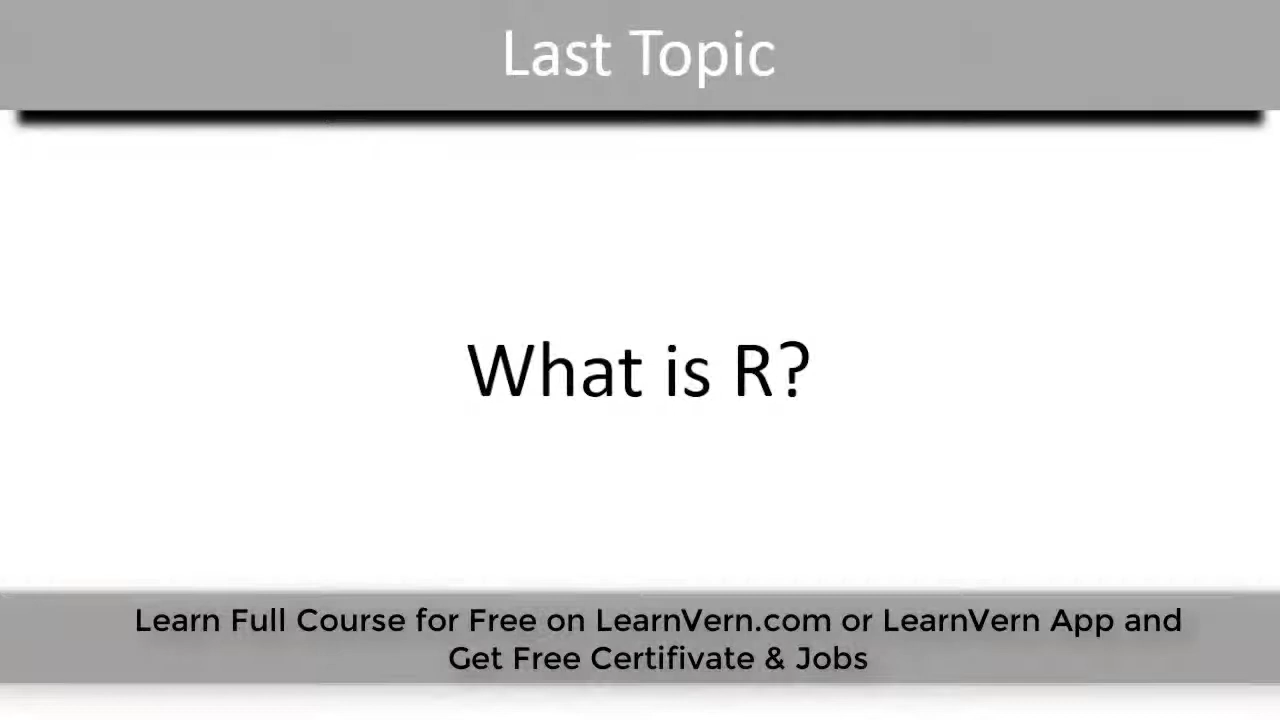 Last Topic
What is R?
Learn Full Course for Free on LearnVern.com or LearnVern App and
Get Free Certifivate & Jobs